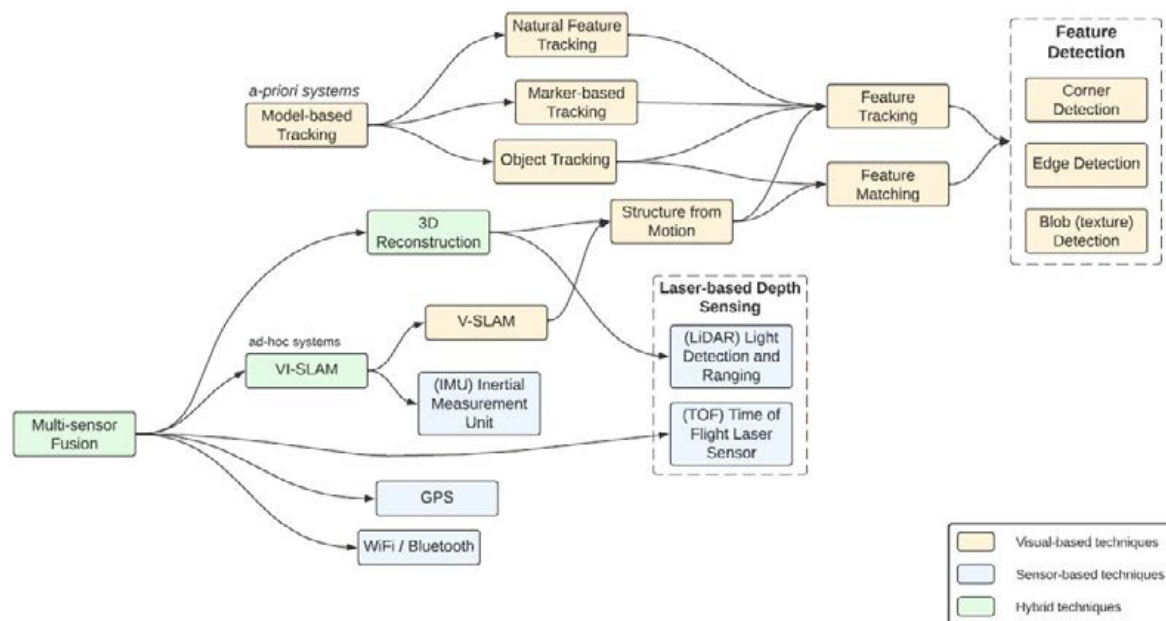 Natural Feature
Tracking
Feature
Detection
a-priori systems
Model-based
Tracking
Marker-based
Tracking
Feature
Tracking
Corner
Detection
Object Tracking
Edge Detection
Feature
Matching
3D
Reconstruction
Structure from
Motion
Blob (texture)
Detection
Laser-based Depth
Sensing
V-SLAM
(LiDAR) Light
Detection and
Ranging
ad-hoc systems
VI-SLAM
(IMU) Inertial
Measurement
Unit
Multi-sensor
Fusion
(TOF) Time of
Flight Laser
Sensor
GPS
WiFi / Bluetooth
Visual-based techniques
Sensor-based techniques
Hybrid techniques